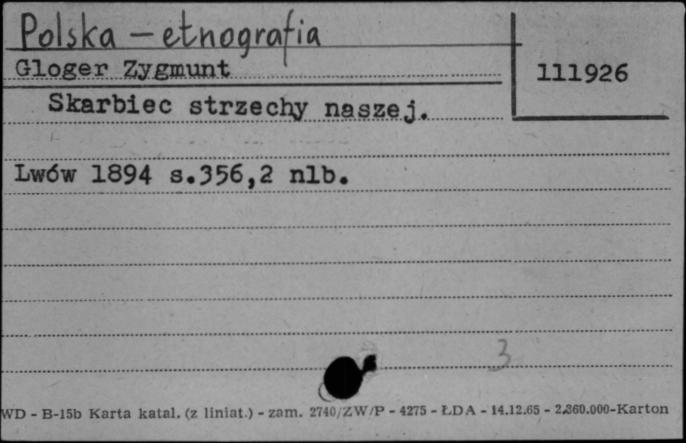 Polska – etnografia
Gloger Zygmunt
111926
Skarbiec strzechy naszej.
Lwów 1894 s.356,2 nlb.
3
WD - B-15b Karta katal. (z liniat.) - zam. 2740/ZW/P - 4275 - ŁDA - 14.12.65 - 2.360.000-Karton